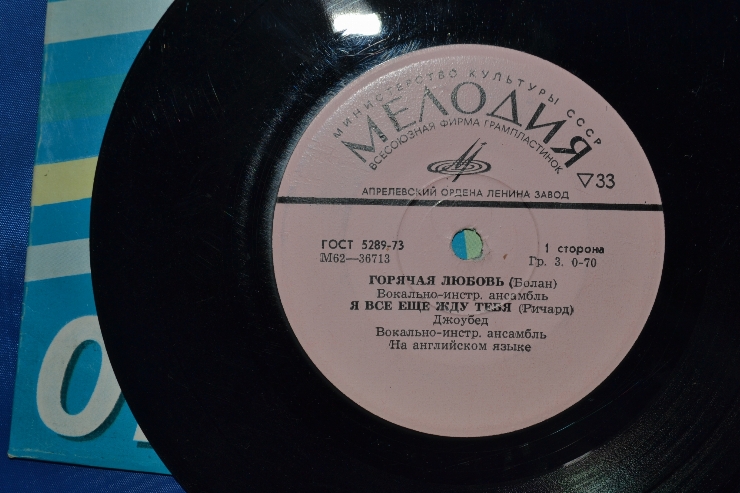 МИНИСТЕРСТВО КУЛЬТУРЫ СССР
МЕЛОДИЯ
ВСЕСОЮЗНАЯ ФИРМА ГРАМПЛАСТИНОК
▽33
АПРЕЛЕВСКИЙ ОРДЕНА ЛЕНИНА ЗАВОД
ГОСТ 5289-73
1 сторона
М62—36713
Гр. 3. 0-70
ГОРЯЧАЯ ЛЮБОВЬ (Болан)
Вокально-инстр. ансамбль
Я ВСЕ ЕЩЕ ЖДУ ТЕБЯ (Ричард)
Джоубед
Вокально-инстр. ансамбль
На английском языке